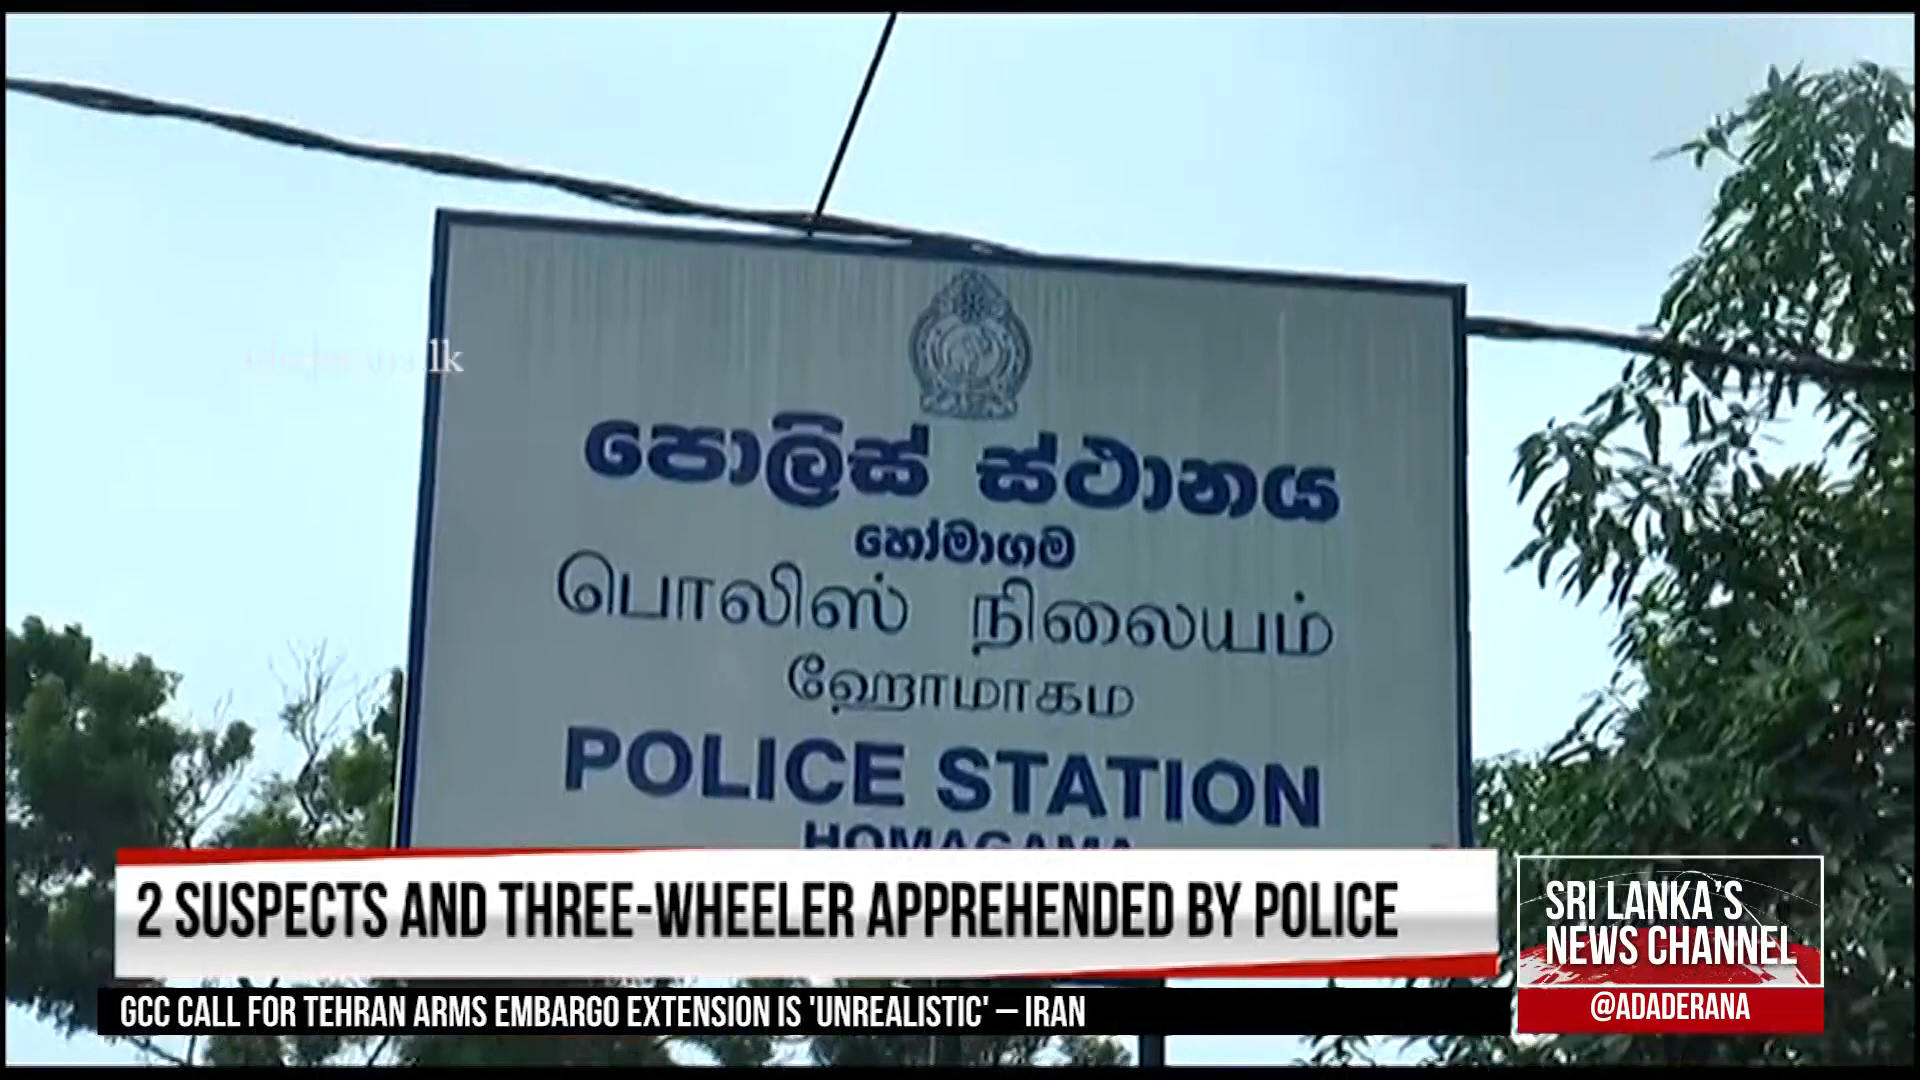 පොලිස් ස්ථානය
හෝමාගම
பொலிஸ் நிலையம்
ஹோமாகம
POLICE STATION
HOMAGAMA
2 SUSPECTS AND THREE-WHEELER APPREHENDED BY POLICE
SRI LANKA'S
NEWS CHANNEL
GCC CALL FOR TEHRAN ARMS EMBARGO EXTENSION IS 'UNREALISTIC' – IRAN
@ADADERANA